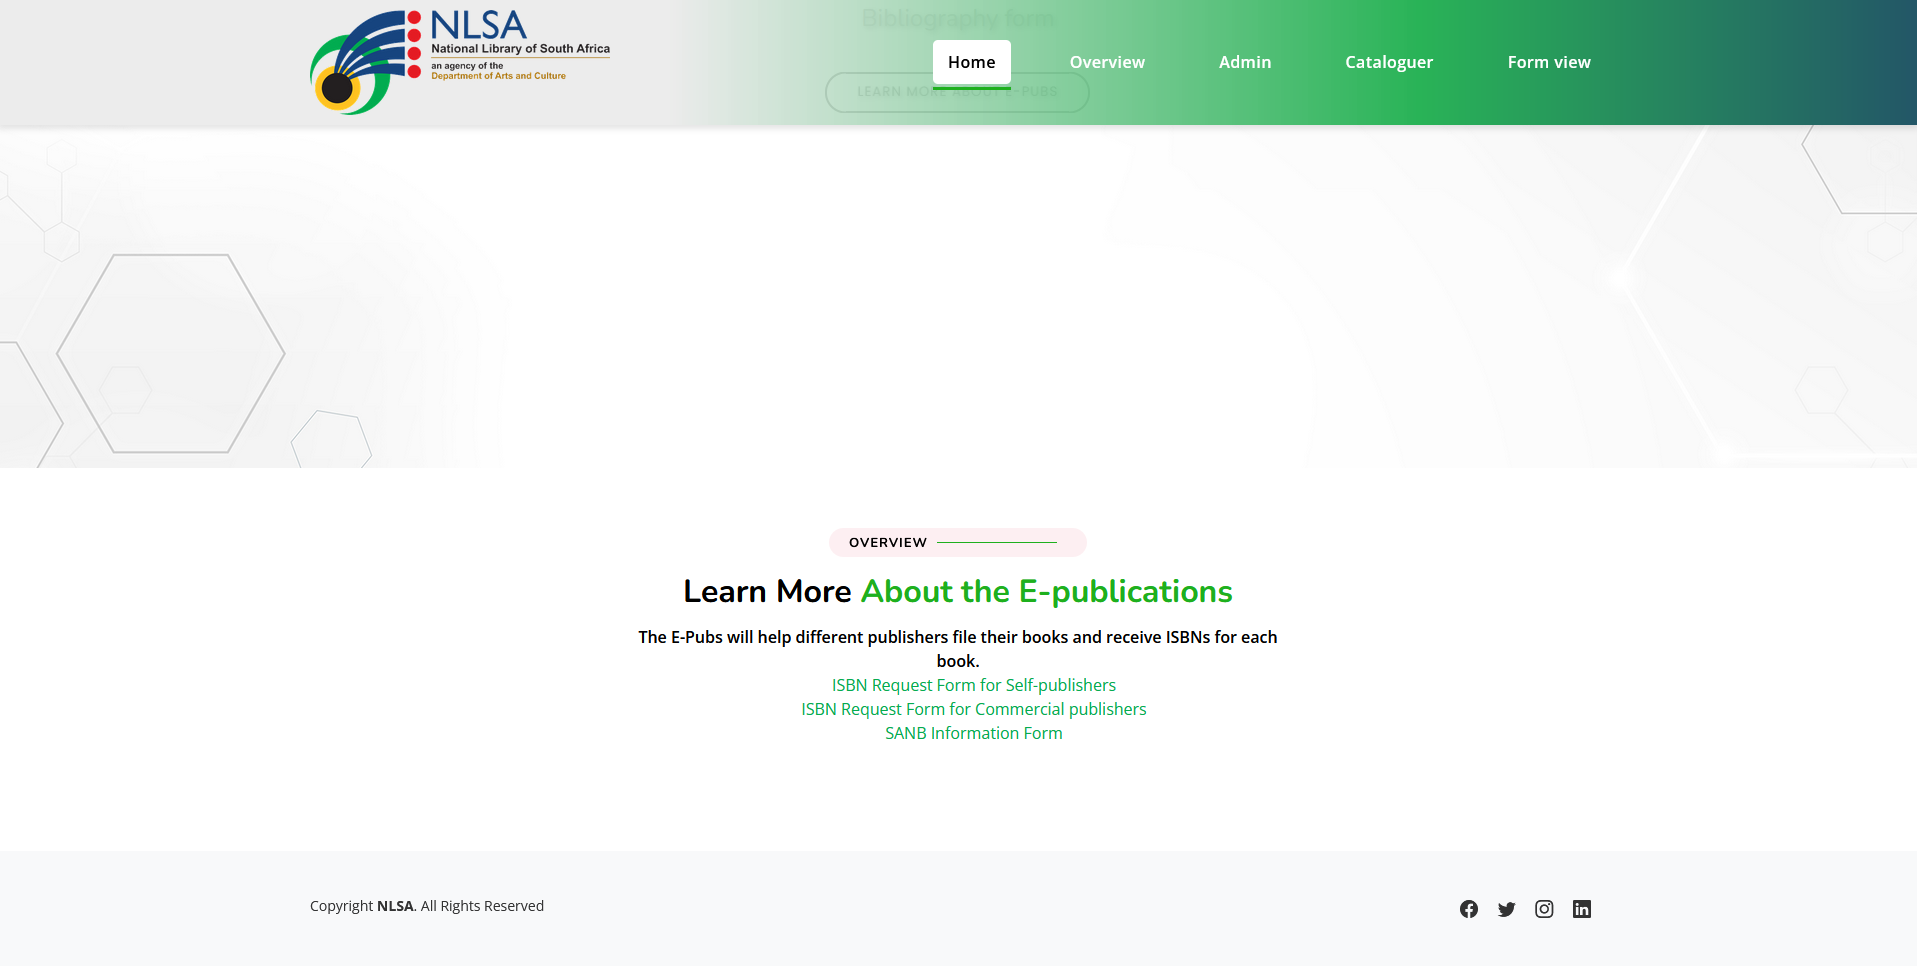 NLSA
National Library of South Africa
an agency of the
Department of Arts and Culture
Bibliography form
LEARN MORE ABOUT E-PUBS
Home
Overview
Admin
Cataloguer
Form view
OVERVIEW
Learn More About the E-publications
The E-Pubs will help different publishers file their books and receive ISBNs for each
book.
ISBN Request Form for Self-publishers
ISBN Request Form for Commercial publishers
SANB Information Form
Copyright NLSA. All Rights Reserved